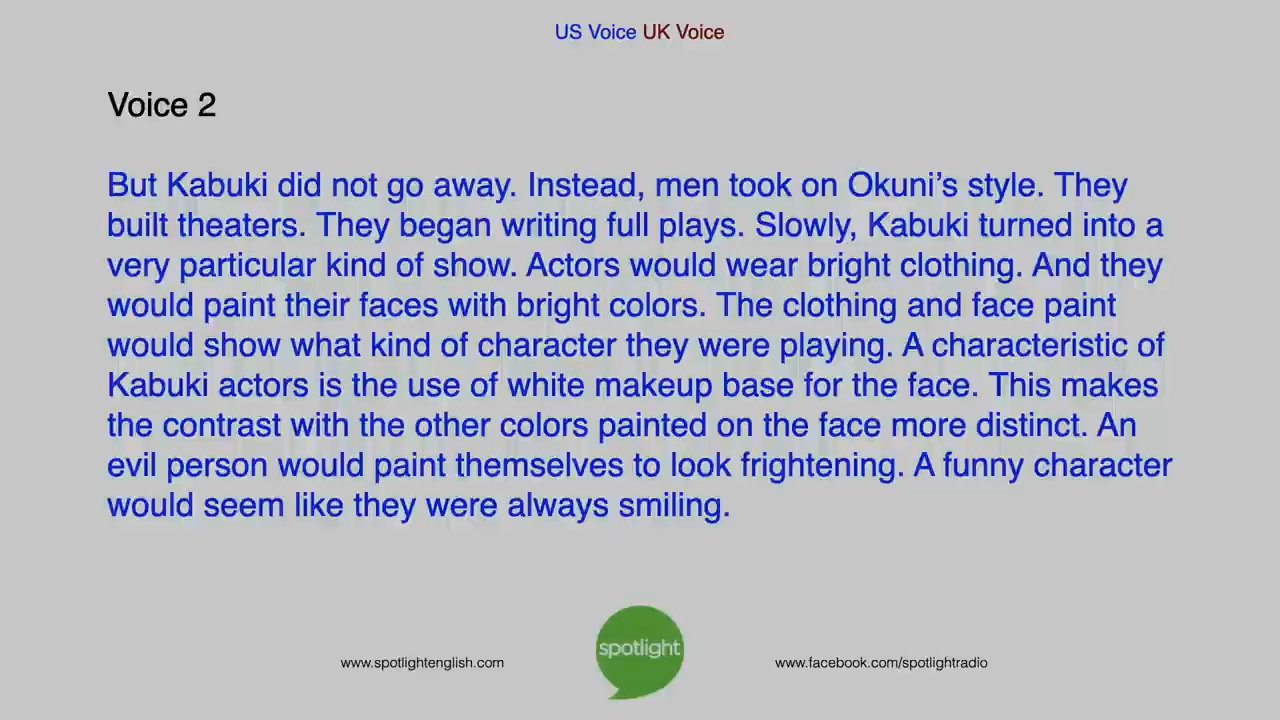 US Voice UK Voice
Voice 2
But Kabuki did not go away. Instead, men took on Okuni’s style. They
built theaters. They began writing full plays. Slowly, Kabuki turned into a
very particular kind of show. Actors would wear bright clothing. And they
would paint their faces with bright colors. The clothing and face paint
would show what kind of character they were playing. A characteristic of
Kabuki actors is the use of white makeup base for the face. This makes
the contrast with the other colors painted on the face more distinct. An
evil person would paint themselves to look frightening. A funny character
would seem like they were always smiling.
spotlight
www.spotlightenglish.com
www.facebook.com/spotlightradio